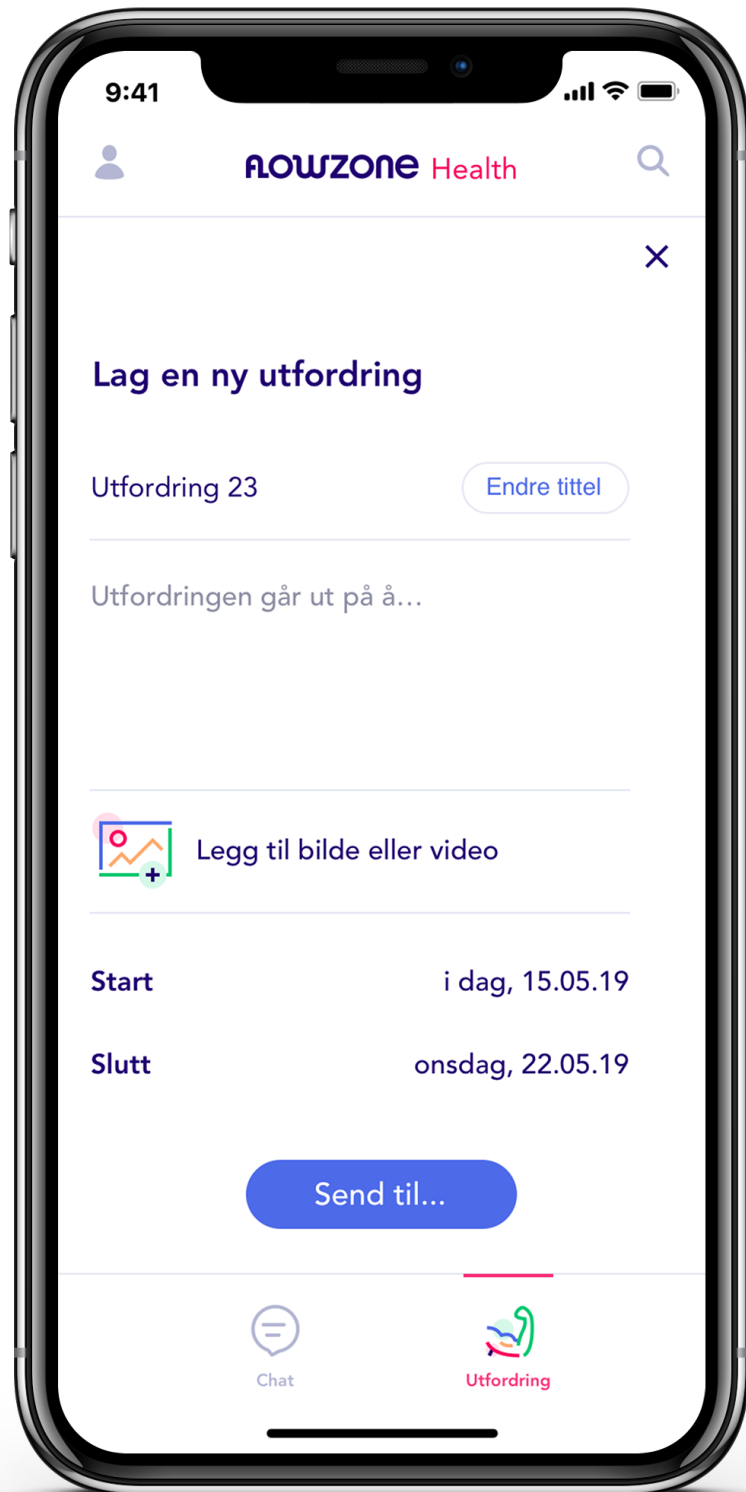 9:41
flowzone Health
Lag en ny utfordring
Utfordring 23 Endre tittel
Utfordringen går ut på å...
Legg til bilde eller video
Start i dag, 15.05.19
Slutt onsdag, 22.05.19
Send til...
Chat Utfordring